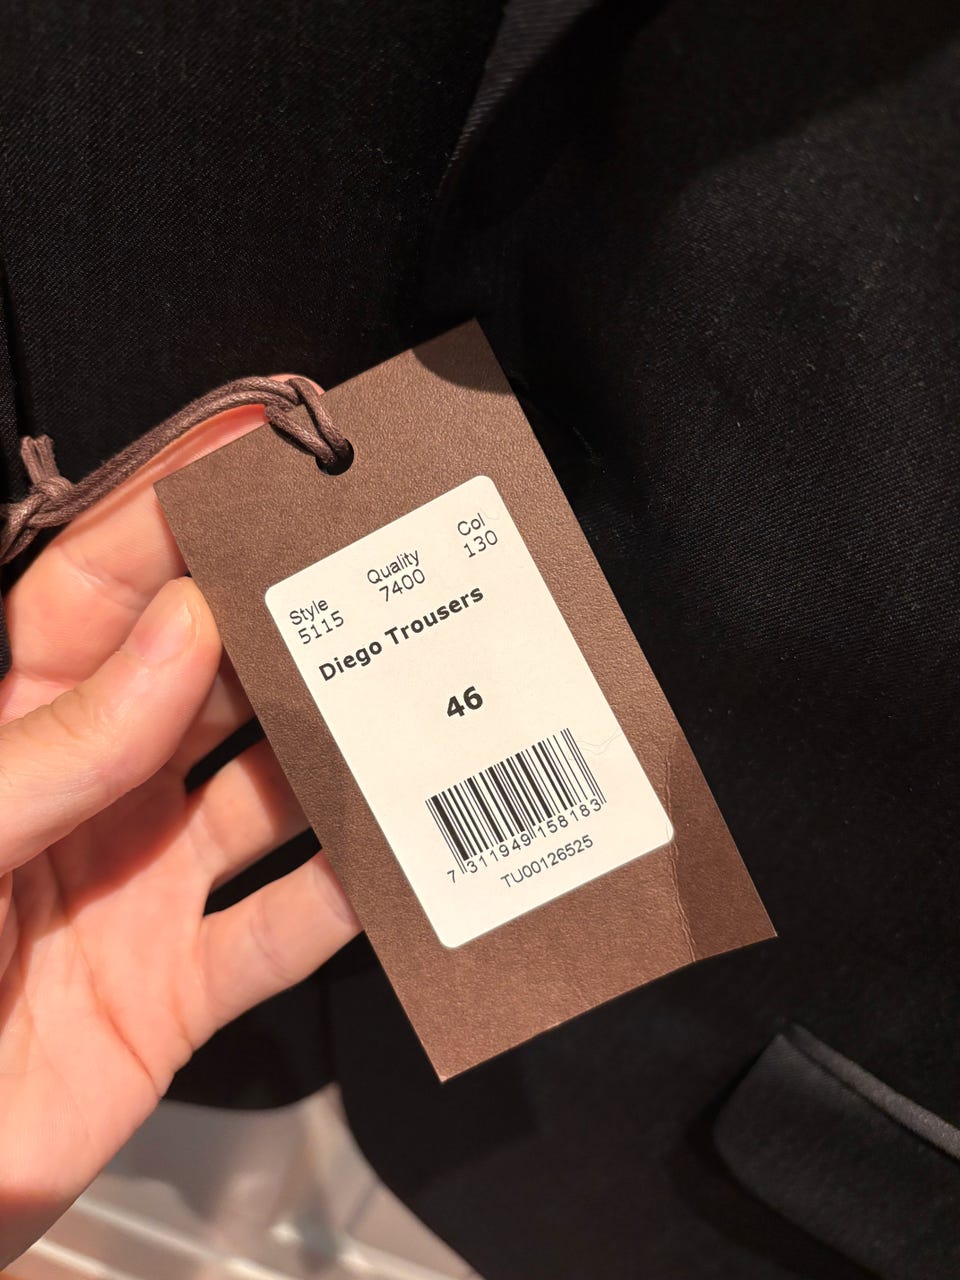 Style Quality Col
5115 7400 130
Diego Trousers
46
7 311949 158183
TU00126525